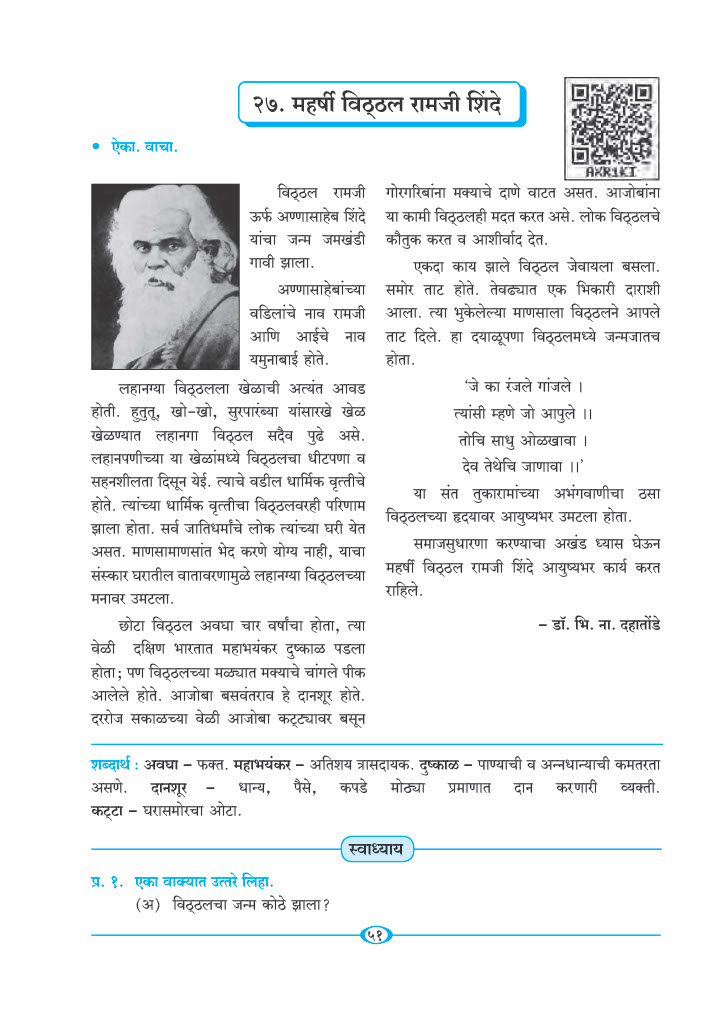 २७. महर्षी विठ्ठल रामजी शिंदे
AXR1KI
• ऐका. वाचा.
विठ्ठल रामजी
ऊर्फ अण्णासाहेब शिंदे
यांचा जन्म जमखंडी
गावी झाला.
अण्णासाहेबांच्या
वडिलांचे नाव रामजी
आणि आईचे नाव
यमुनाबाई होते.
लहानग्या विठ्ठलला खेळाची अत्यंत आवड
होती. हुतुतू, खो-खो, सुरपारंब्या यांसारखे खेळ
खेळण्यात लहानगा विठ्ठल सदैव पुढे असे.
लहानपणीच्या या खेळांमध्ये विठ्ठलचा धीटपणा व
सहनशीलता दिसून येई. त्याचे वडील धार्मिक वृत्तीचे
होते. त्यांच्या धार्मिक वृत्तीचा विठ्ठलवरही परिणाम
झाला होता. सर्व जातिधर्मांचे लोक त्यांच्या घरी येत
असत. माणसामाणसांत भेद करणे योग्य नाही, याचा
संस्कार घरातील वातावरणामुळे लहानग्या विठ्ठलच्या
मनावर उमटला.
छोटा विठ्ठल अवघा चार वर्षांचा होता, त्या
वेळी दक्षिण भारतात महाभयंकर दुष्काळ पडला
होता; पण विठ्ठलच्या मळ्यात मक्याचे चांगले पीक
आलेले होते. आजोबा बसवंतराव हे दानशूर होते.
दररोज सकाळच्या वेळी आजोबा कट्ट्यावर बसून
गोरगरिबांना मक्याचे दाणे वाटत असत. आजोबांना
या कामी विठ्ठलही मदत करत असे. लोक विठ्ठलचे
कौतुक करत व आशीर्वाद देत.
एकदा काय झाले विठ्ठल जेवायला बसला.
समोर ताट होते. तेवढ्यात एक भिकारी दाराशी
आला. त्या भुकेलेल्या माणसाला विठ्ठलने आपले
ताट दिले. हा दयाळूपणा विठ्ठलमध्ये जन्मजातच
होता.
‘जे का रंजले गांजले ।
त्यांसी म्हणे जो आपुले ।।
तोचि साधु ओळखावा ।
देव तेथेचि जाणावा ।।’
या संत तुकारामांच्या अभंगवाणीचा ठसा
विठ्ठलच्या हृदयावर आयुष्यभर उमटला होता.
समाजसुधारणा करण्याचा अखंड ध्यास घेऊन
महर्षी विठ्ठल रामजी शिंदे आयुष्यभर कार्य करत
राहिले.
– डॉ. भि. ना. दहातोंडे
शब्दार्थ : अवघा – फक्त. महाभयंकर – अतिशय त्रासदायक. दुष्काळ – पाण्याची व अन्नधान्याची कमतरता
असणे. दानशूर – धान्य, पैसे, कपडे मोठ्या प्रमाणात दान करणारी व्यक्ती.
कट्टा – घरासमोरचा ओटा.
स्वाध्याय
प्र. १. एका वाक्यात उत्तरे लिहा.
(अ) विठ्ठलचा जन्म कोठे झाला?
५१